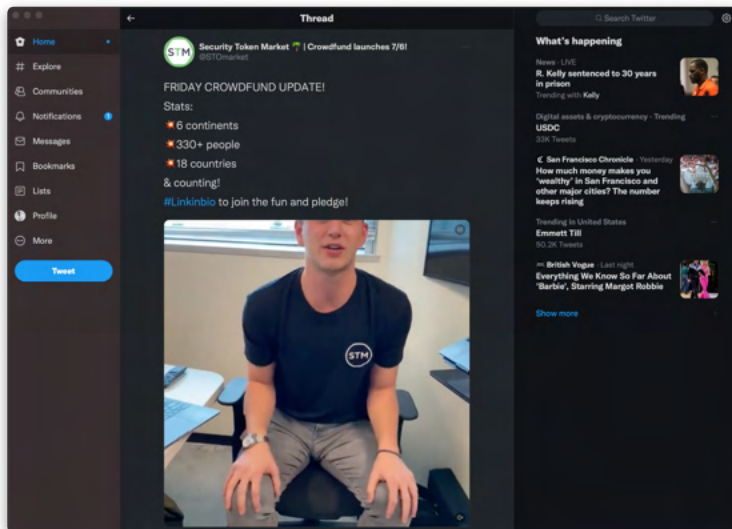 Thread
Search Twitter
Home
Explore
Communities
Notifications
1
Messages
Bookmarks
Lists
Profile
More
Tweet
STM
Security Token Market 🌴 | Crowdfund launches 7/6!
@STOmarket
FRIDAY CROWDFUND UPDATE!
Stats:
💥6 continents
💥330+ people
💥18 countries
& counting!
#Linkinbio to join the fun and pledge!
STM
What's happening
News · LIVE
R. Kelly sentenced to 30 years
in prison
Trending with Kelly
Digital assets & cryptocurrency · Trending
USDC
33K Tweets
San Francisco Chronicle · Yesterday
How much money makes you
'wealthy' in San Francisco and
other major cities? The number
keeps rising
Trending in United States
Emmett Till
50.2K Tweets
British Vogue · Last night
Everything We Know So Far About
'Barbie', Starring Margot Robbie
Show more